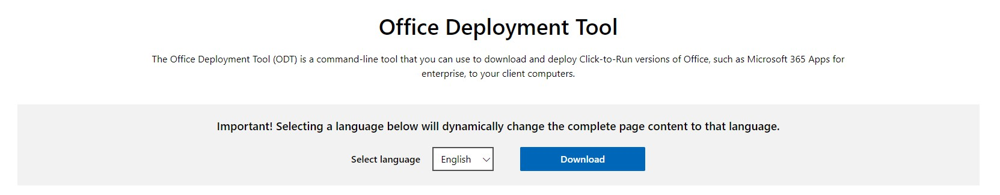 Office Deployment Tool
The Office Deployment Tool (ODT) is a command-line tool that you can use to download and deploy Click-to-Run versions of Office, such as Microsoft 365 Apps for
enterprise, to your client computers.
Important! Selecting a language below will dynamically change the complete page content to that language.
Select language English Download